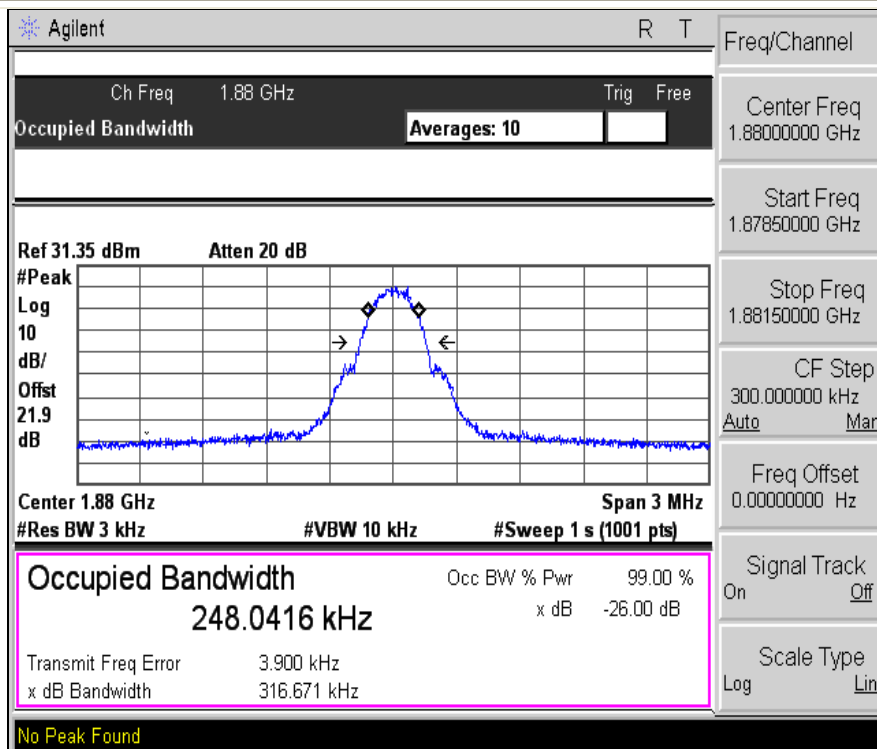 Agilent R T
Freq/Channel
Ch Freq 1.88 GHz Trig Free
Occupied Bandwidth Averages: 10
Center Freq
1.88000000 GHz
Start Freq
1.87850000 GHz
Ref 31.35 dBm Atten 20 dB
#Peak
Log
10
dB/
Offst
21.9
dB
Stop Freq
1.88150000 GHz
CF Step
300.000000 kHz
Auto Man
Center 1.88 GHz Span 3 MHz
#Res BW 3 kHz #VBW 10 kHz #Sweep 1 s (1001 pts)
Freq Offset
0.00000000 Hz
Occupied Bandwidth Occ BW % Pwr 99.00 %
248.0416 kHz x dB -26.00 dB
Transmit Freq Error 3.900 kHz
x dB Bandwidth 316.671 kHz
Signal Track
On Off
Scale Type
Log Lin
No Peak Found